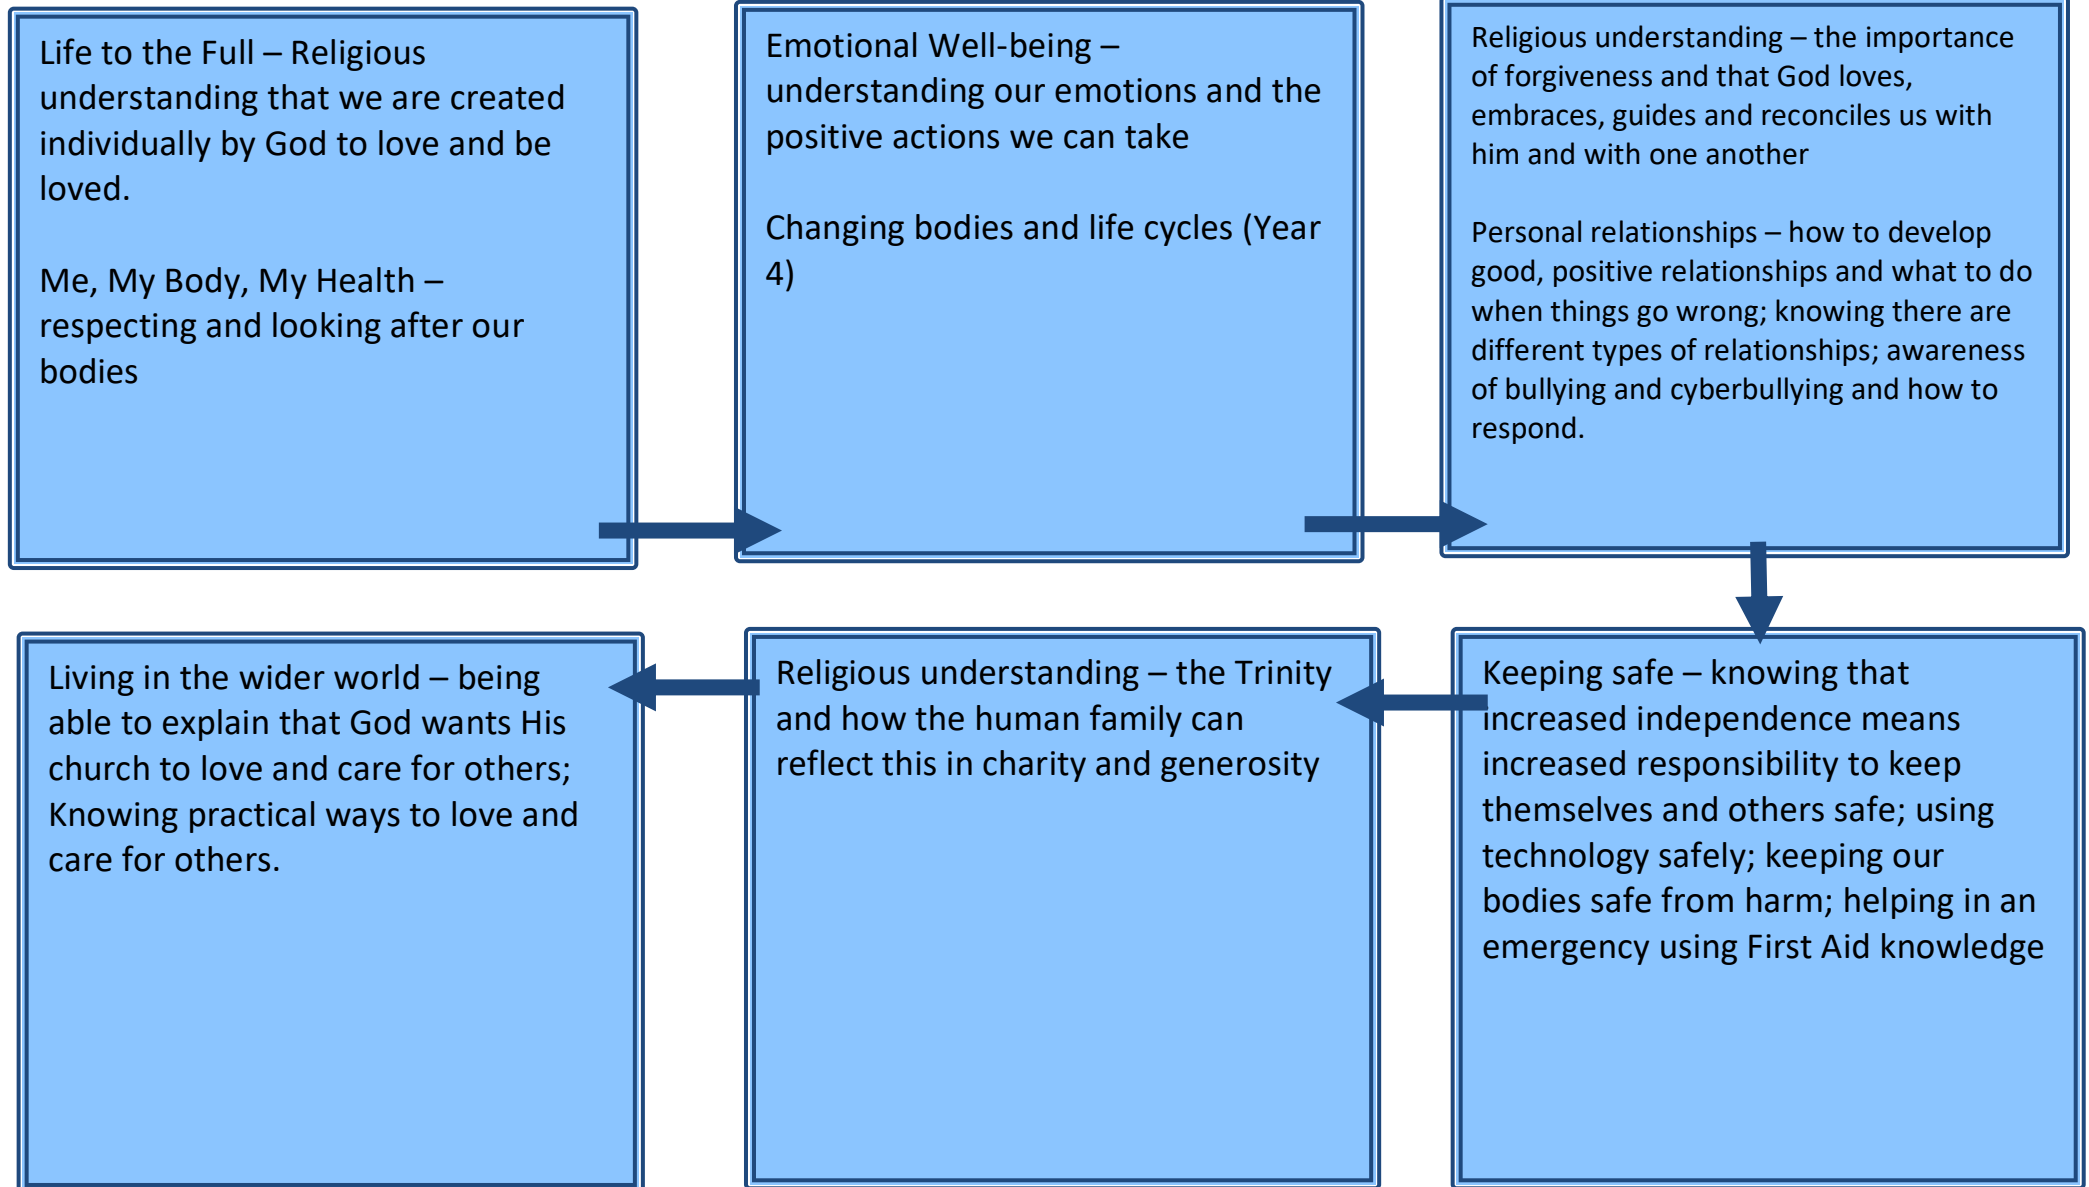 Life to the Full – Religious
understanding that we are created
individually by God to love and be
loved.
Me, My Body, My Health –
respecting and looking after our
bodies
Emotional Well-being –
understanding our emotions and the
positive actions we can take
Changing bodies and life cycles (Year
4)
Religious understanding – the importance
of forgiveness and that God loves,
embraces, guides and reconciles us with
him and with one another
Personal relationships – how to develop
good, positive relationships and what to do
when things go wrong; knowing there are
different types of relationships; awareness
of bullying and cyberbullying and how to
respond.
Keeping safe – knowing that
increased independence means
increased responsibility to keep
themselves and others safe; using
technology safely; keeping our
bodies safe from harm; helping in an
emergency using First Aid knowledge
Religious understanding – the Trinity
and how the human family can
reflect this in charity and generosity
Living in the wider world – being
able to explain that God wants His
church to love and care for others;
Knowing practical ways to love and
care for others.